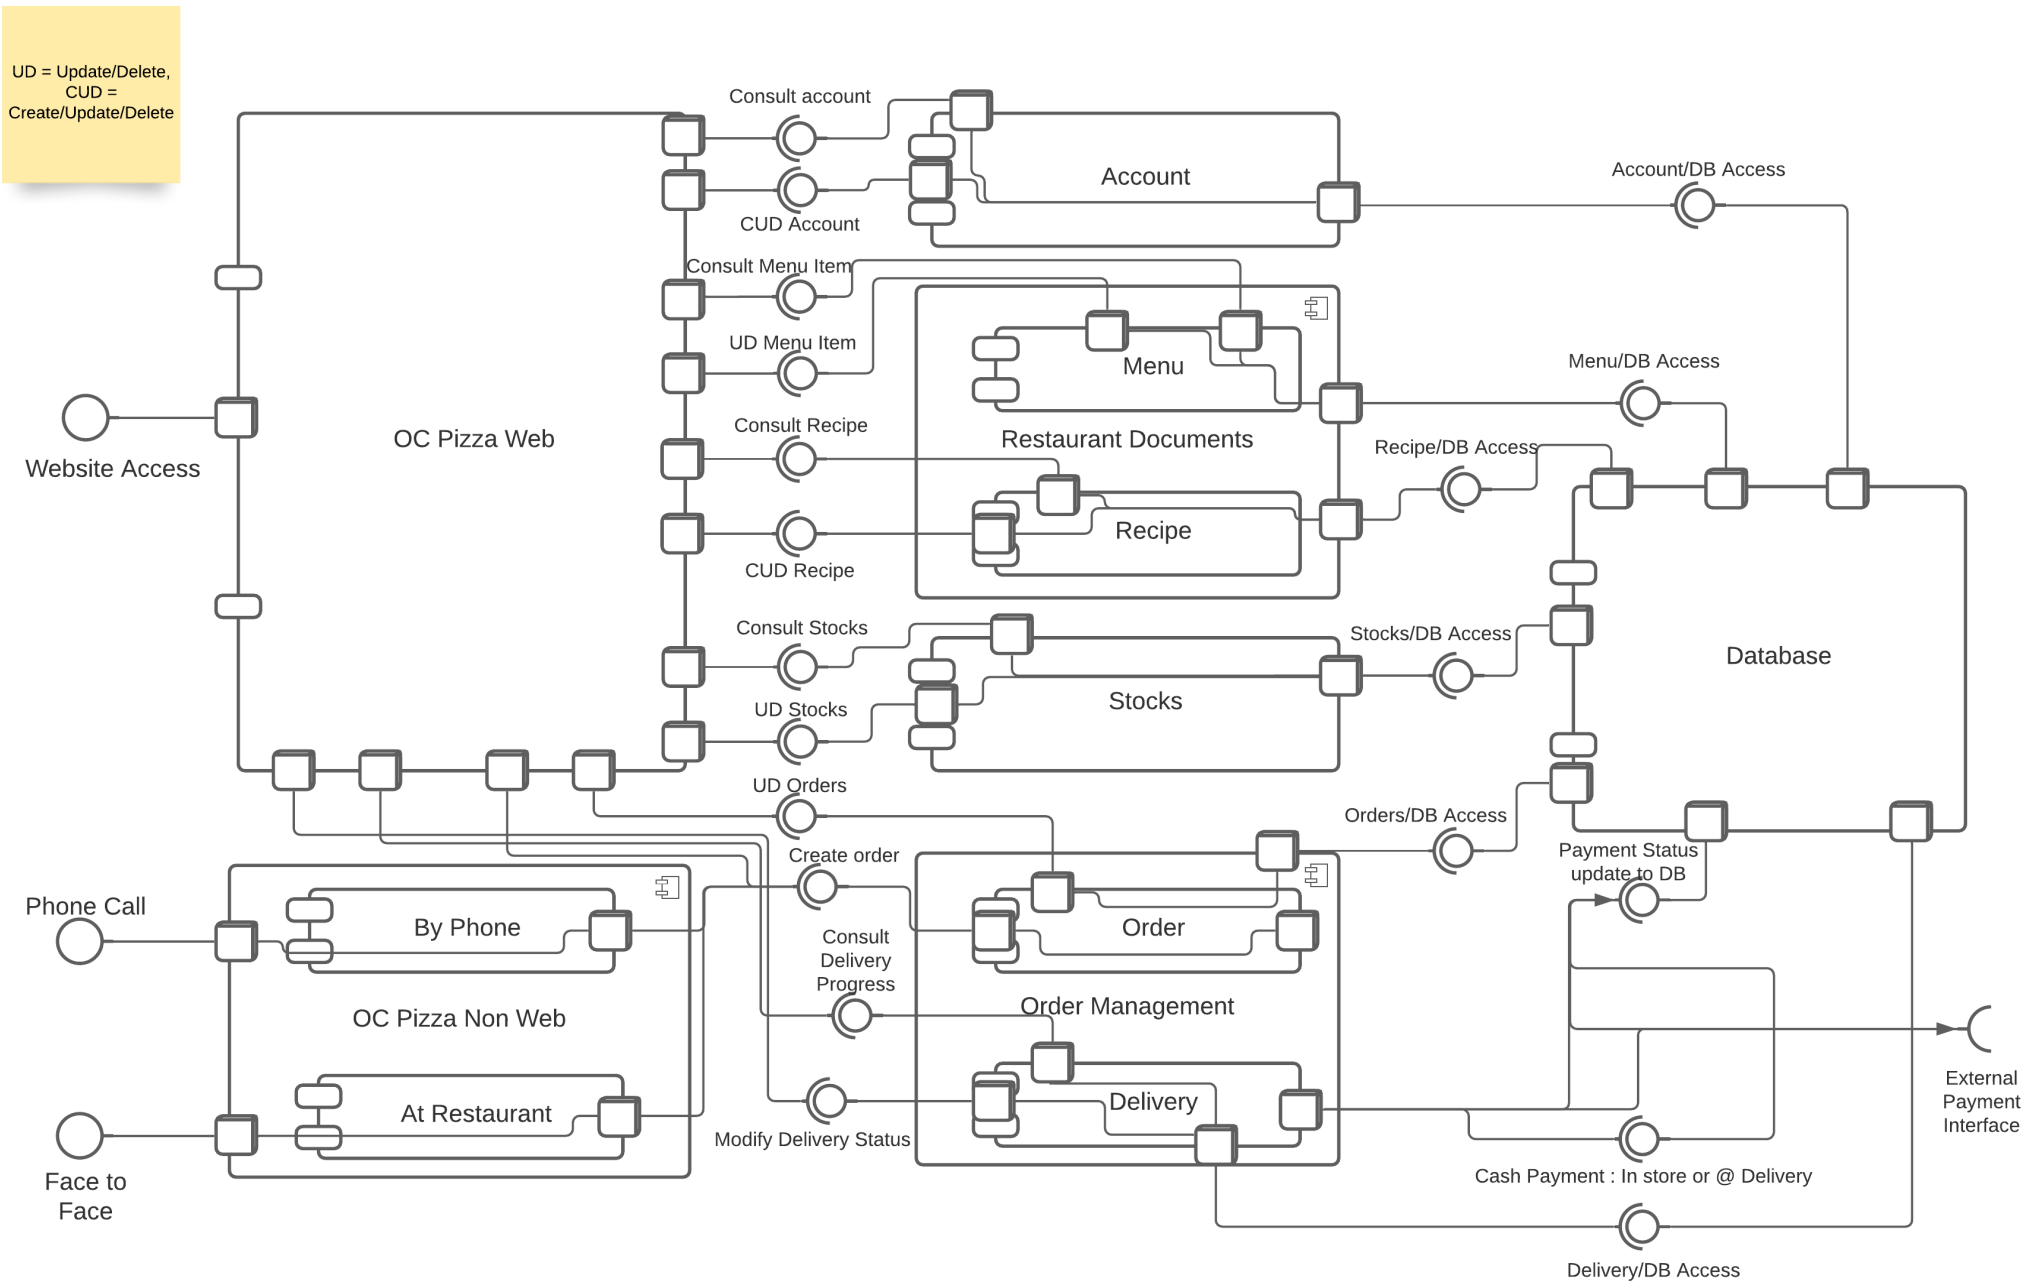 UD = Update/Delete,
CUD =
Create/Update/Delete
Consult account
Account
Account/DB Access
CUD Account
Consult Menu Item
UD Menu Item
Menu
Menu/DB Access
Website Access
OC Pizza Web
Consult Recipe
Restaurant Documents
Recipe/DB Access
Recipe
CUD Recipe
Consult Stocks
Stocks/DB Access
Database
UD Stocks
Stocks
UD Orders
Orders/DB Access
Create order
Payment Status
update to DB
Phone Call
By Phone
Order
Consult
Delivery
Progress
OC Pizza Non Web
Order Management
External
Payment
Interface
At Restaurant
Delivery
Modify Delivery Status
Cash Payment : In store or @ Delivery
Face to
Face
Delivery/DB Access